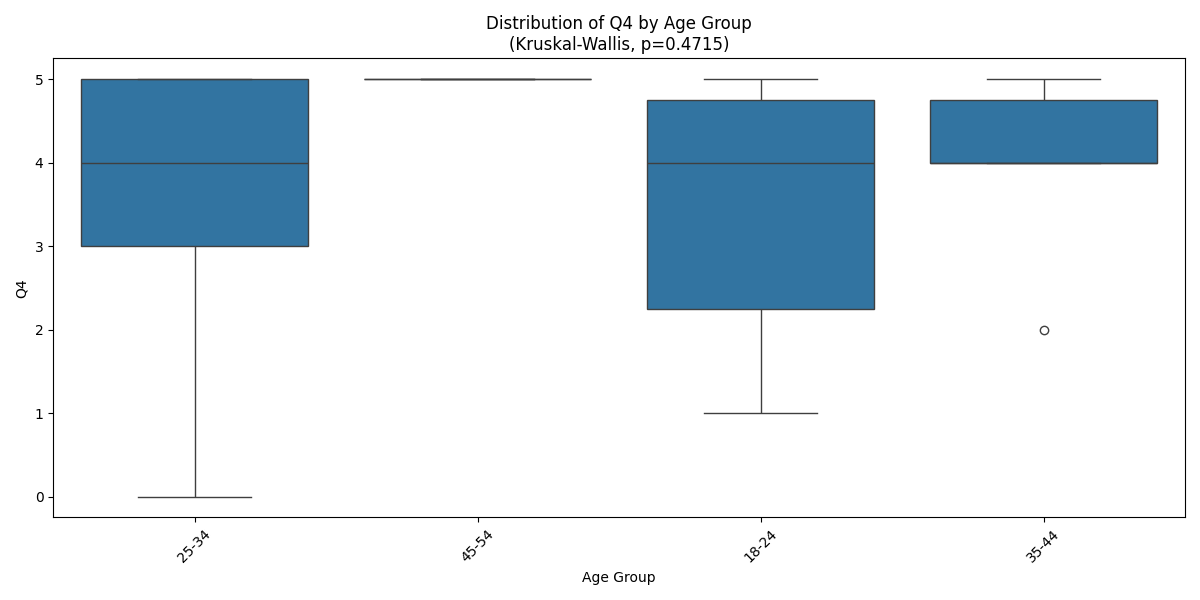 Distribution of Q4 by Age Group
(Kruskal-Wallis, p=0.4715)
5
4
3
2
1
0
Q4
25-34
45-54
18-24
35-44
Age Group